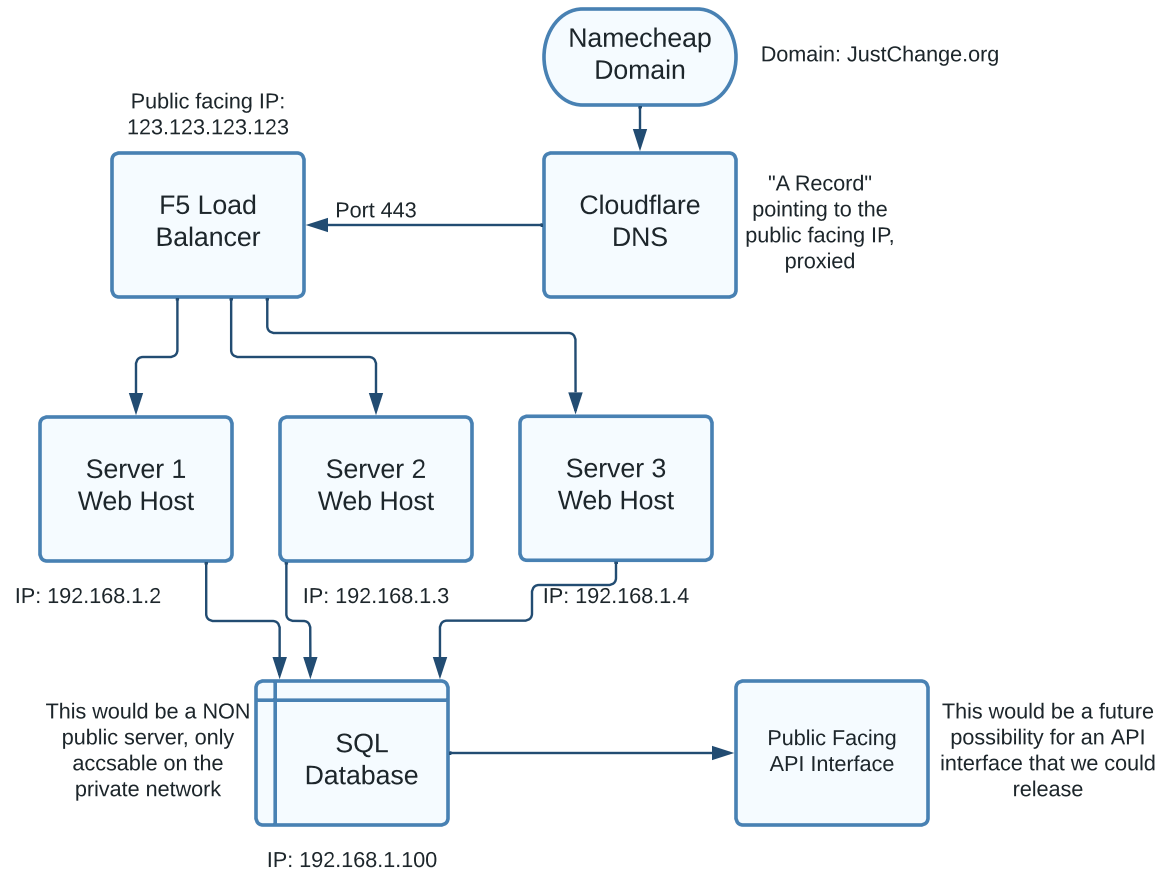 Namecheap
Domain
Domain: JustChange.org
Public facing IP:
123.123.123.123
F5 Load
Balancer
Port 443
Cloudflare
DNS
"A Record"
pointing to the
public facing IP,
proxied
Server 1
Web Host
Server 2
Web Host
Server 3
Web Host
IP: 192.168.1.2
IP: 192.168.1.3
IP: 192.168.1.4
This would be a NON
public server, only
accsable on the
private network
SQL
Database
Public Facing
API Interface
This would be a future
possibility for an API
interface that we could
release
IP: 192.168.1.100